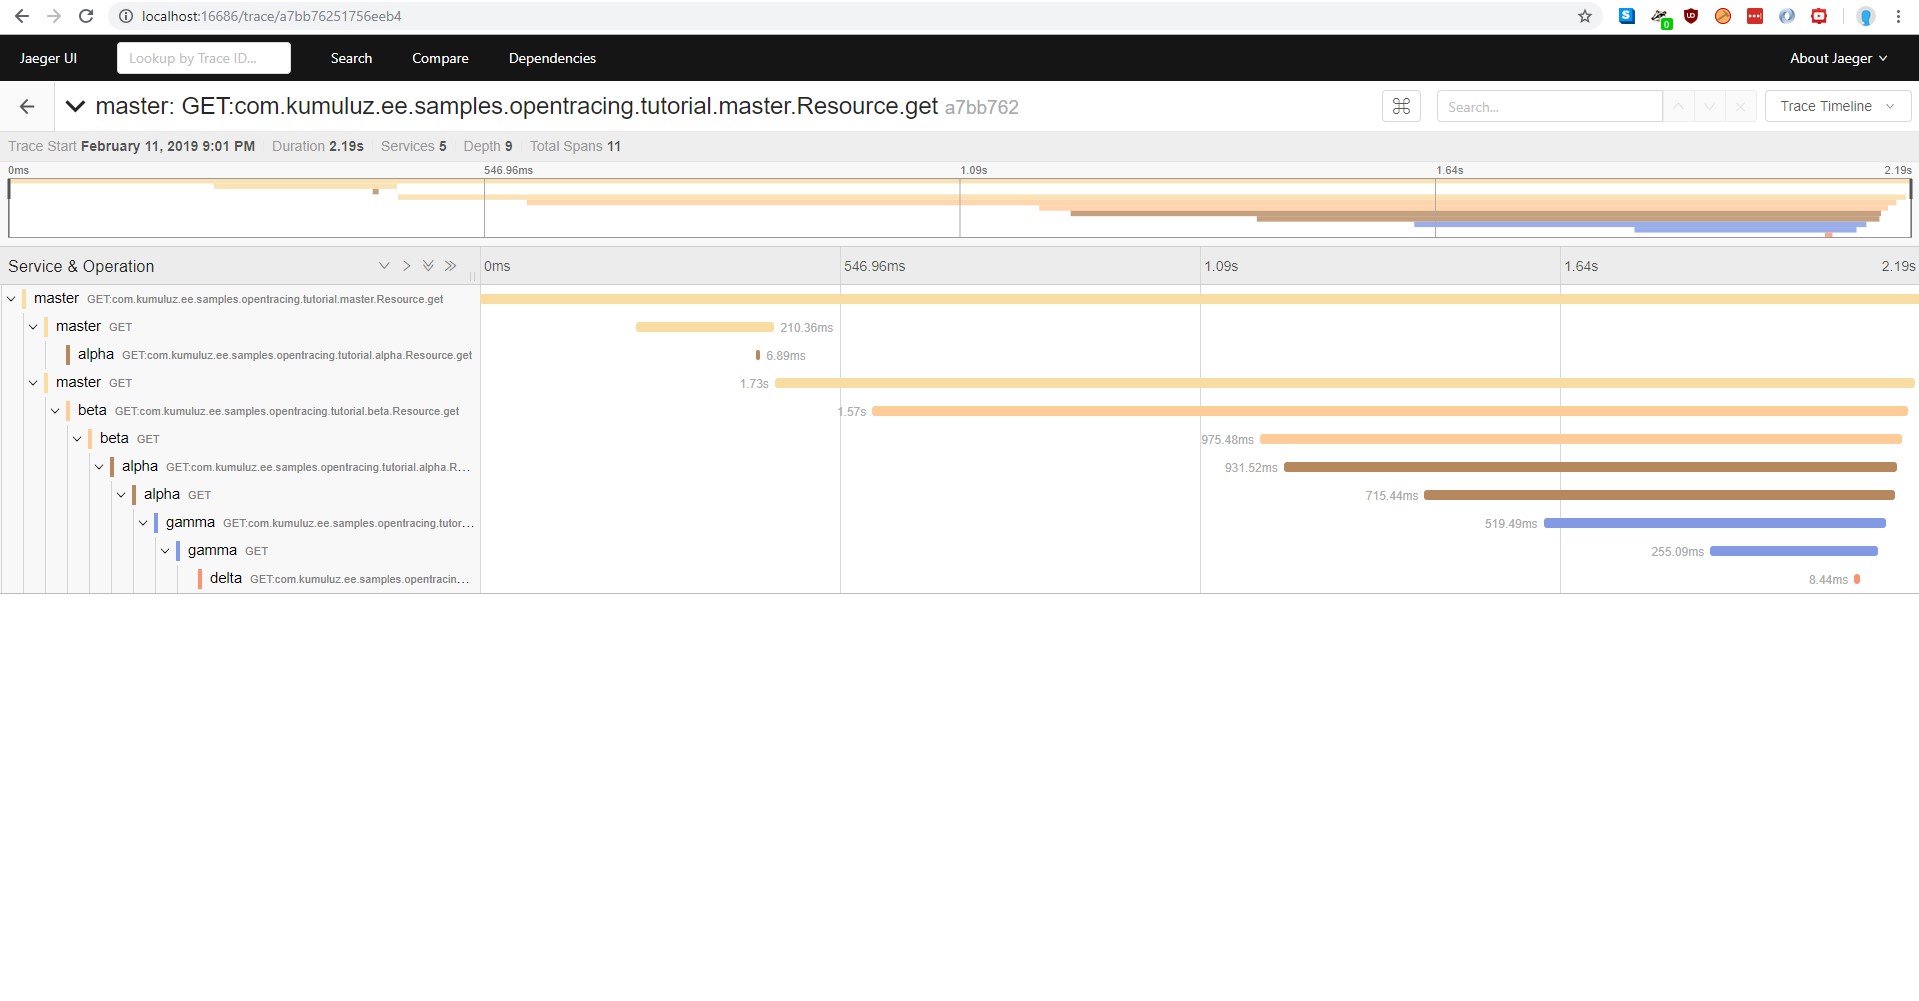 localhost:16686/trace/a7bb76251756eeb4
0
Jaeger UI Lookup by Trace ID... Search Compare Dependencies About Jaeger
master: GET:com.kumuluz.ee.samples.opentracing.tutorial.master.Resource.get a7bb762 ⌘ Search... Trace Timeline
Trace Start February 11, 2019 9:01 PM Duration 2.19s Services 5 Depth 9 Total Spans 11
0ms 546.96ms 1.09s 1.64s 2.19s
Service & Operation 0ms 546.96ms 1.09s 1.64s 2.19s
master GET:com.kumuluz.ee.samples.opentracing.tutorial.master.Resource.get
master GET 210.36ms
alpha GET:com.kumuluz.ee.samples.opentracing.tutorial.alpha.Resource.get 6.89ms
master GET 1.73s
beta GET:com.kumuluz.ee.samples.opentracing.tutorial.beta.Resource.get 1.57s
beta GET 975.48ms
alpha GET:com.kumuluz.ee.samples.opentracing.tutorial.alpha.R... 931.52ms
alpha GET 715.44ms
gamma GET:com.kumuluz.ee.samples.opentracing.tutor... 519.49ms
gamma GET 255.09ms
delta GET:com.kumuluz.ee.samples.opentracin... 8.44ms